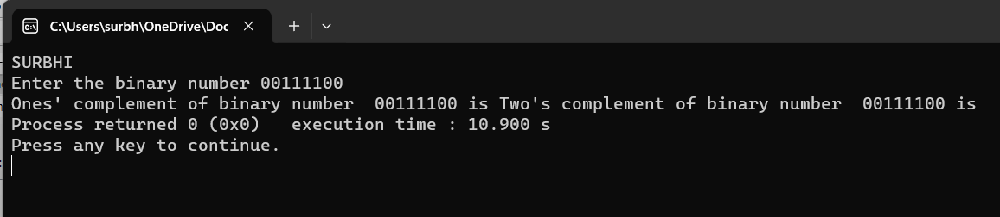 C:\Users\surbh\OneDrive\Doc
SURBHI
Enter the binary number 00111100
Ones' complement of binary number  00111100 is Two's complement of binary number  00111100 is
Process returned 0 (0x0)   execution time : 10.900 s
Press any key to continue.